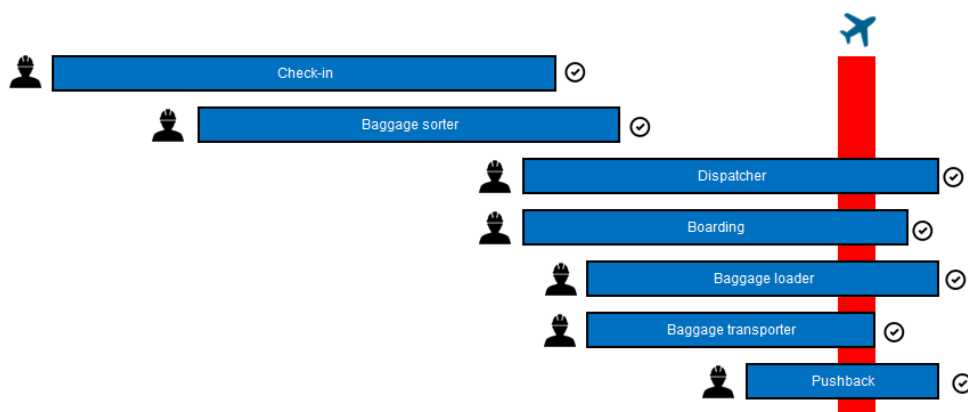 Check-in
Baggage sorter
Dispatcher
Boarding
Baggage loader
Baggage transporter
Pushback